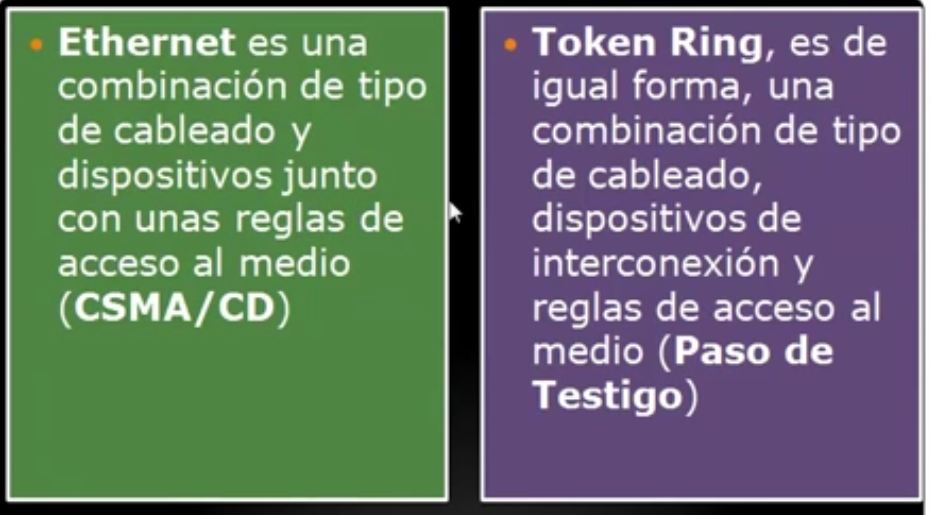 • Ethernet es una
combinación de tipo
de cableado y
dispositivos junto
con unas reglas de
acceso al medio
(CSMA/CD)
• Token Ring, es de
igual forma, una
combinación de tipo
de cableado,
dispositivos de
interconexión y
reglas de acceso al
medio (Paso de
Testigo)